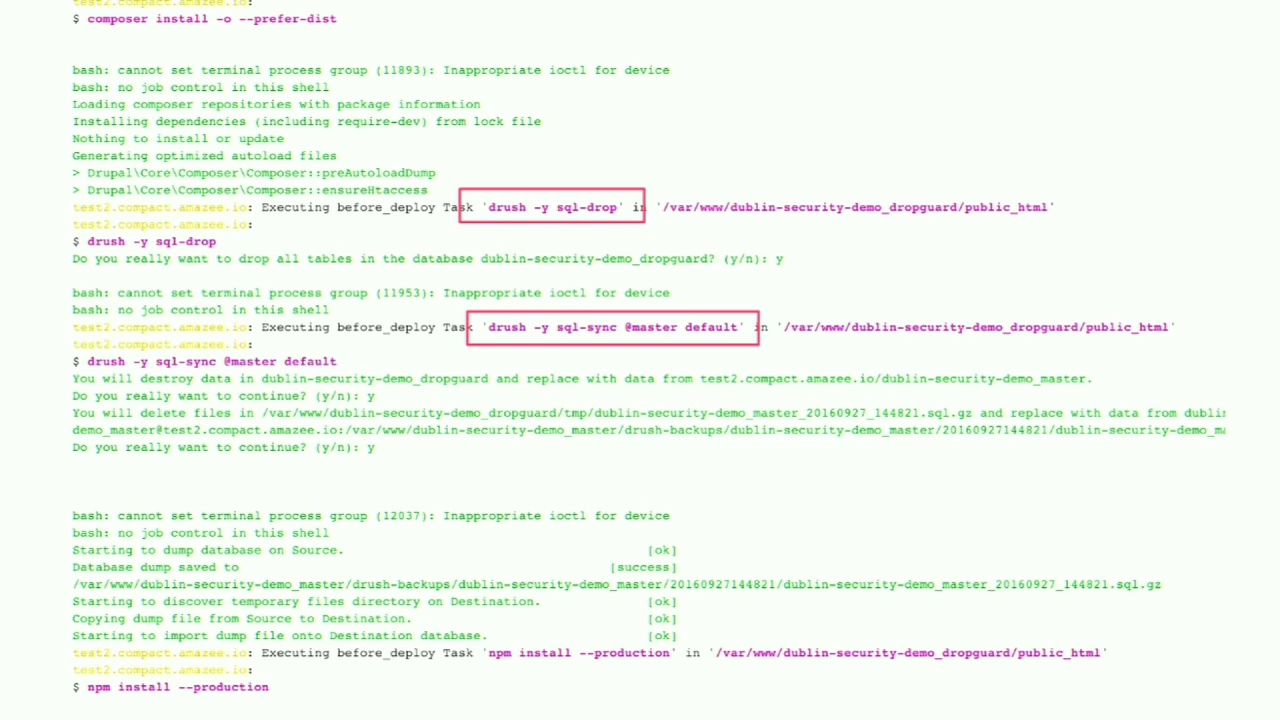 test2.compact.amazee.io:
$ composer install -o --prefer-dist
bash: cannot set terminal process group (11893): Inappropriate ioctl for device
bash: no job control in this shell
Loading composer repositories with package information
Installing dependencies (including require-dev) from lock file
Nothing to install or update
Generating optimized autoload files
> Drupal\Core\Composer\Composer::preAutoloadDump
> Drupal\Core\Composer\Composer::ensureHtaccess
test2.compact.amazee.io: Executing before_deploy Task 'drush -y sql-drop' in '/var/www/dublin-security-demo_dropguard/public_html'
test2.compact.amazee.io:
$ drush -y sql-drop
Do you really want to drop all tables in the database dublin-security-demo_dropguard? (y/n): y
bash: cannot set terminal process group (11953): Inappropriate ioctl for device
bash: no job control in this shell
test2.compact.amazee.io: Executing before_deploy Task 'drush -y sql-sync @master default' in '/var/www/dublin-security-demo_dropguard/public_html'
test2.compact.amazee.io:
$ drush -y sql-sync @master default
You will destroy data in dublin-security-demo_dropguard and replace with data from test2.compact.amazee.io/dublin-security-demo_master.
Do you really want to continue? (y/n): y
You will delete files in /var/www/dublin-security-demo_dropguard/tmp/dublin-security-demo_master_20160927_144821.sql.gz and replace with data from dublin
demo_master@test2.compact.amazee.io:/var/www/dublin-security-demo_master/drush-backups/dublin-security-demo_master/20160927144821/dublin-security-demo_ma
Do you really want to continue? (y/n): y
bash: cannot set terminal process group (12037): Inappropriate ioctl for device
bash: no job control in this shell
Starting to dump database on Source. [ok]
Database dump saved to [success]
/var/www/dublin-security-demo_master/drush-backups/dublin-security-demo_master/20160927144821/dublin-security-demo_master_20160927_144821.sql.gz
Starting to discover temporary files directory on Destination. [ok]
Copying dump file from Source to Destination. [ok]
Starting to import dump file onto Destination database. [ok]
test2.compact.amazee.io: Executing before_deploy Task 'npm install --production' in '/var/www/dublin-security-demo_dropguard/public_html'
test2.compact.amazee.io:
$ npm install --production